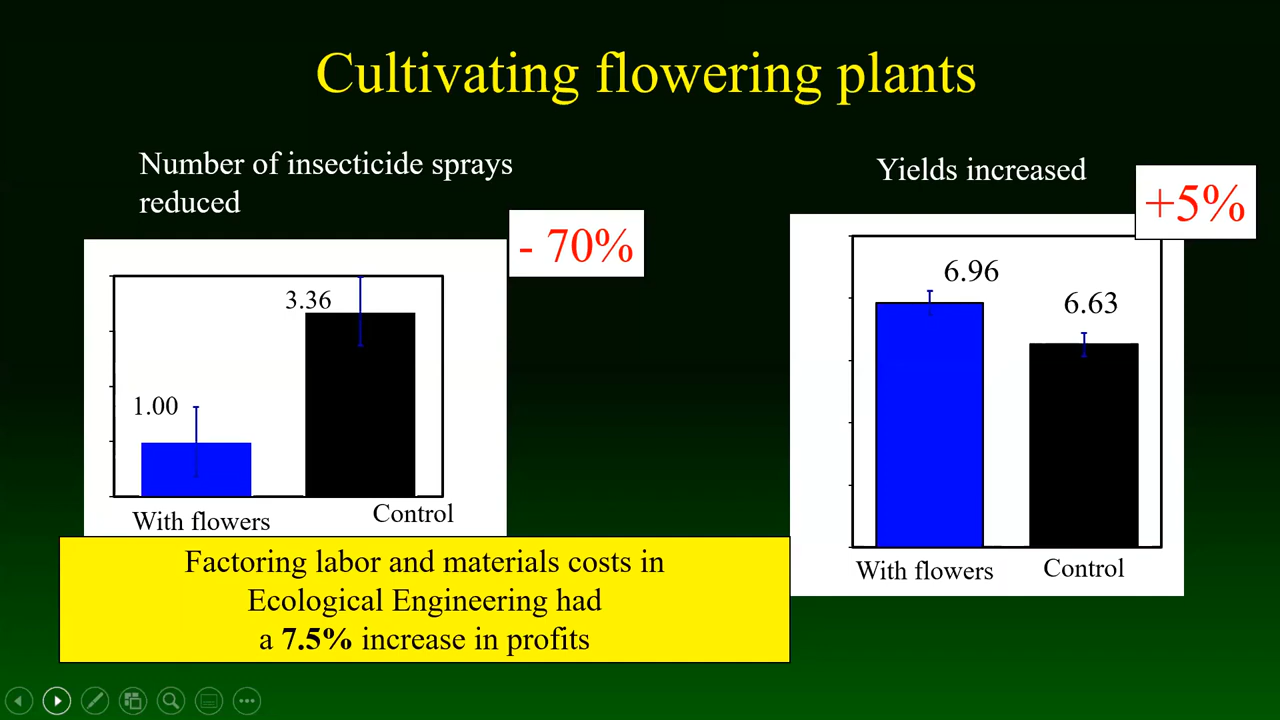 Cultivating flowering plants
Number of insecticide sprays
reduced
- 70%
3.36
1.00
With flowers
Control
Yields increased
+5%
6.96
6.63
With flowers
Control
Factoring labor and materials costs in
Ecological Engineering had
a 7.5% increase in profits